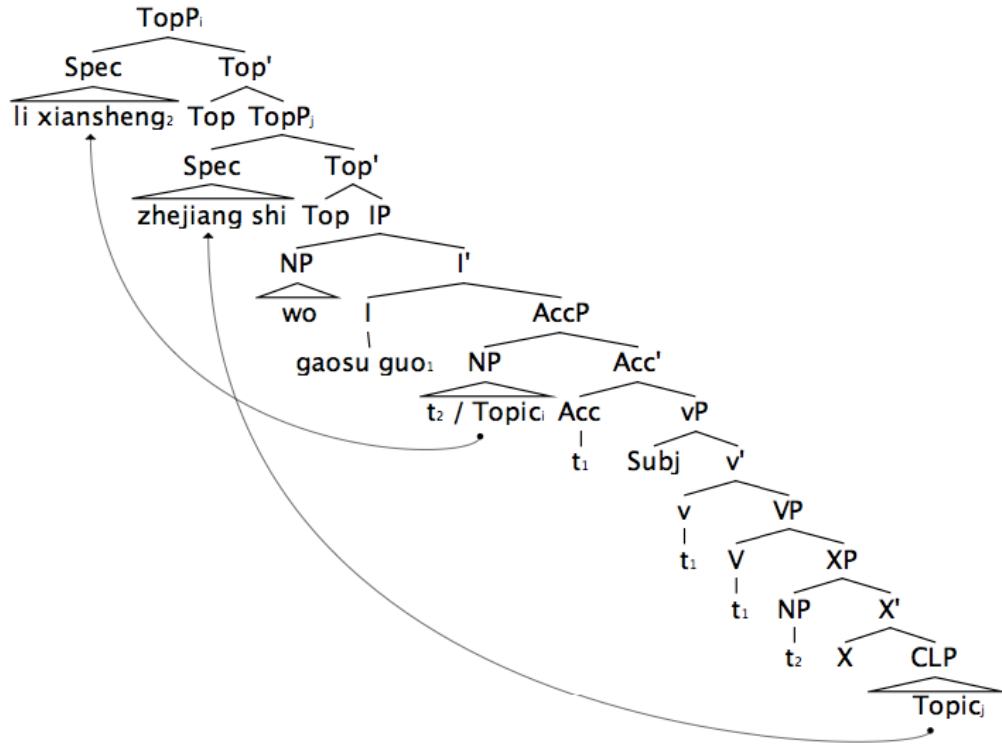 TopPᵢ
Spec Top'
li xiansheng₂ Top TopPⱼ
Spec Top'
zhejiang shi Top IP
NP I'
wo I AccP
gaosu guo₁ NP Acc'
t₂ / Topicᵢ Acc vP
t₁ Subj v'
v VP
t₁ V XP
t₁ NP X'
t₂ X CLP
Topicⱼ